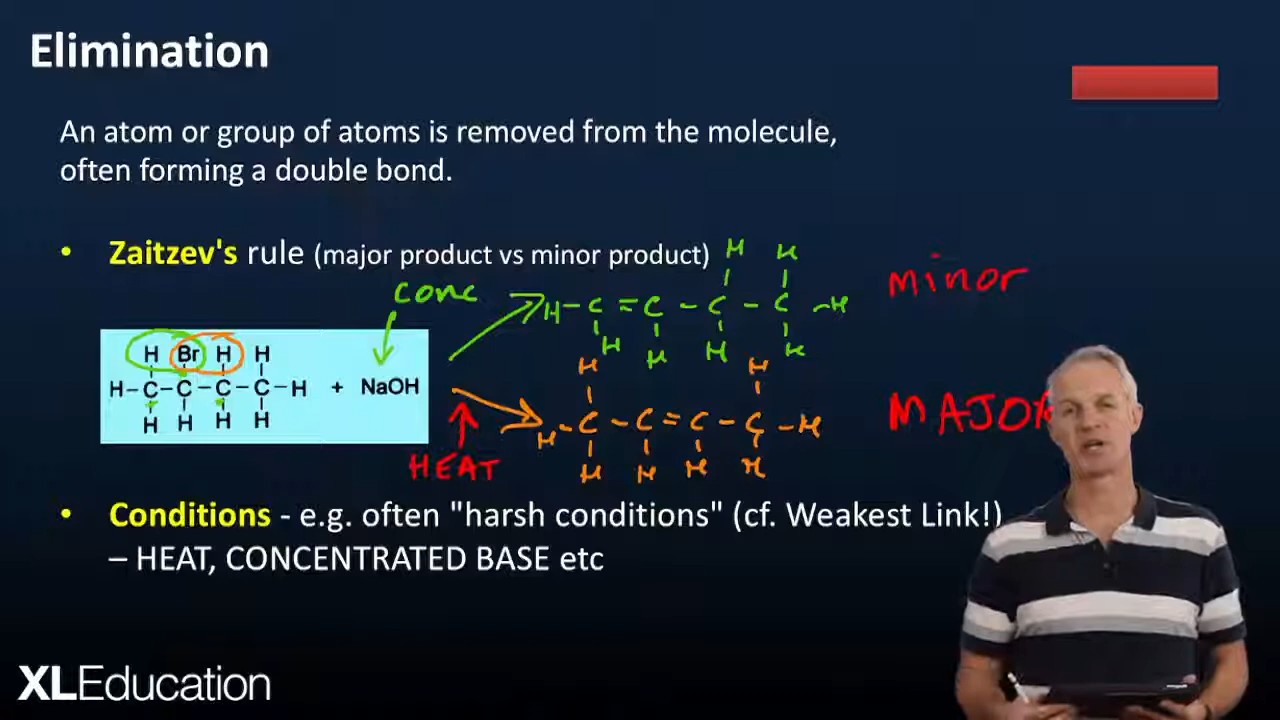 Elimination
An atom or group of atoms is removed from the molecule,
often forming a double bond.
• Zaitzev's rule (major product vs minor product)
conc
H H
H-C=C-C-C-H
H H H H
minor
H Br H H
H-C-C-C-C-H + NaOH
H H H H
H H
H-C-C=C-C-H
H H H H
MAJOR
HEAT
• Conditions - e.g. often "harsh conditions" (cf. Weakest Link!)
– HEAT, CONCENTRATED BASE etc
XLEducation